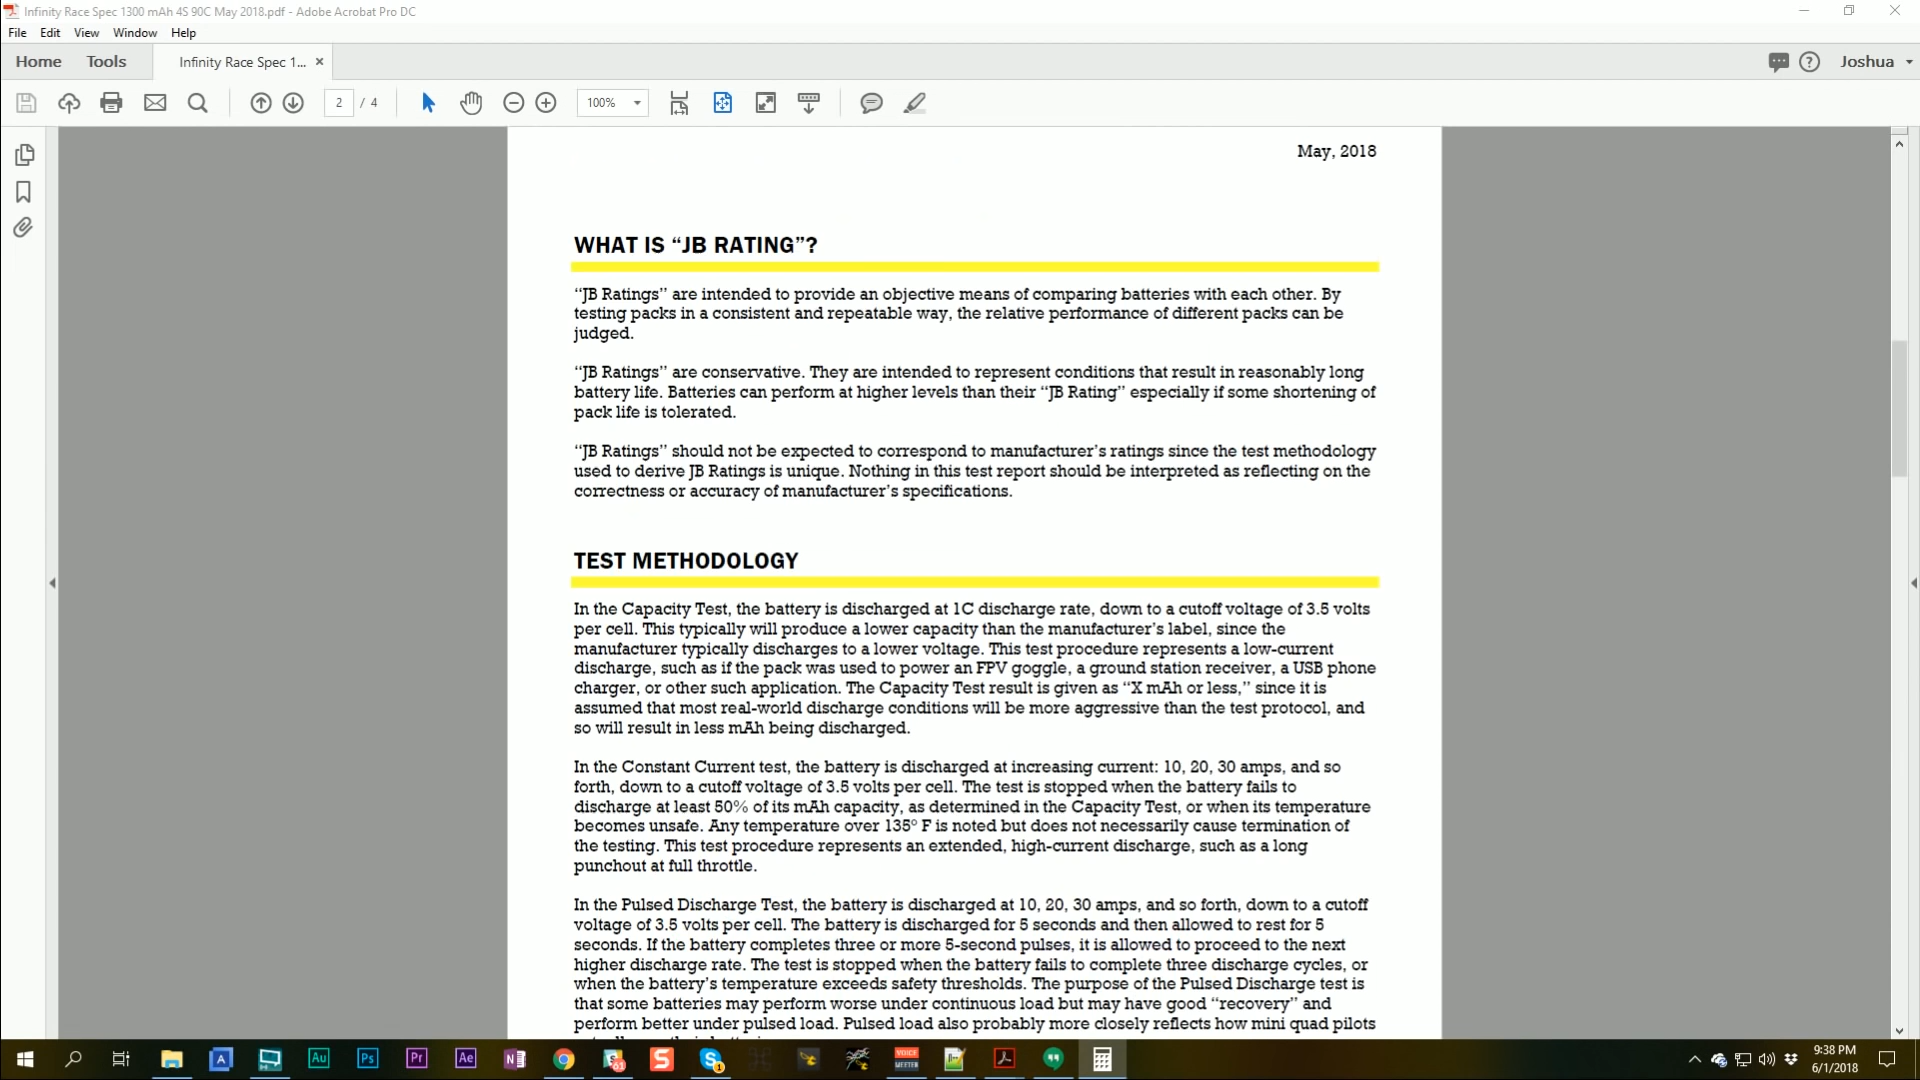 Infinity Race Spec 1300 mAh 4S 90C May 2018.pdf - Adobe Acrobat Pro DC
File Edit View Window Help
Home Tools Infinity Race Spec 1... × Joshua
2 / 4 100%
May, 2018
WHAT IS “JB RATING”?
“JB Ratings” are intended to provide an objective means of comparing batteries with each other. By
testing packs in a consistent and repeatable way, the relative performance of different packs can be
judged.
“JB Ratings” are conservative. They are intended to represent conditions that result in reasonably long
battery life. Batteries can perform at higher levels than their “JB Rating” especially if some shortening of
pack life is tolerated.
“JB Ratings” should not be expected to correspond to manufacturer’s ratings since the test methodology
used to derive JB Ratings is unique. Nothing in this test report should be interpreted as reflecting on the
correctness or accuracy of manufacturer’s specifications.
TEST METHODOLOGY
In the Capacity Test, the battery is discharged at 1C discharge rate, down to a cutoff voltage of 3.5 volts
per cell. This typically will produce a lower capacity than the manufacturer’s label, since the
manufacturer typically discharges to a lower voltage. This test procedure represents a low-current
discharge, such as if the pack was used to power an FPV goggle, a ground station receiver, a USB phone
charger, or other such application. The Capacity Test result is given as “X mAh or less,” since it is
assumed that most real-world discharge conditions will be more aggressive than the test protocol, and
so will result in less mAh being discharged.
In the Constant Current test, the battery is discharged at increasing current: 10, 20, 30 amps, and so
forth, down to a cutoff voltage of 3.5 volts per cell. The test is stopped when the battery fails to
discharge at least 50% of its mAh capacity, as determined in the Capacity Test, or when its temperature
becomes unsafe. Any temperature over 135° F is noted but does not necessarily cause termination of
the testing. This test procedure represents an extended, high-current discharge, such as a long
punchout at full throttle.
In the Pulsed Discharge Test, the battery is discharged at 10, 20, 30 amps, and so forth, down to a cutoff
voltage of 3.5 volts per cell. The battery is discharged for 5 seconds and then allowed to rest for 5
seconds. If the battery completes three or more 5-second pulses, it is allowed to proceed to the next
higher discharge rate. The test is stopped when the battery fails to complete three discharge cycles, or
when the battery’s temperature exceeds safety thresholds. The purpose of the Pulsed Discharge test is
that some batteries may perform worse under continuous load but may have good “recovery” and
perform better under pulsed load. Pulsed load also probably more closely reflects how mini quad pilots
Au Ps Pr Ae N 61 S S 1 VOICE MEETER
9:38 PM
6/1/2018